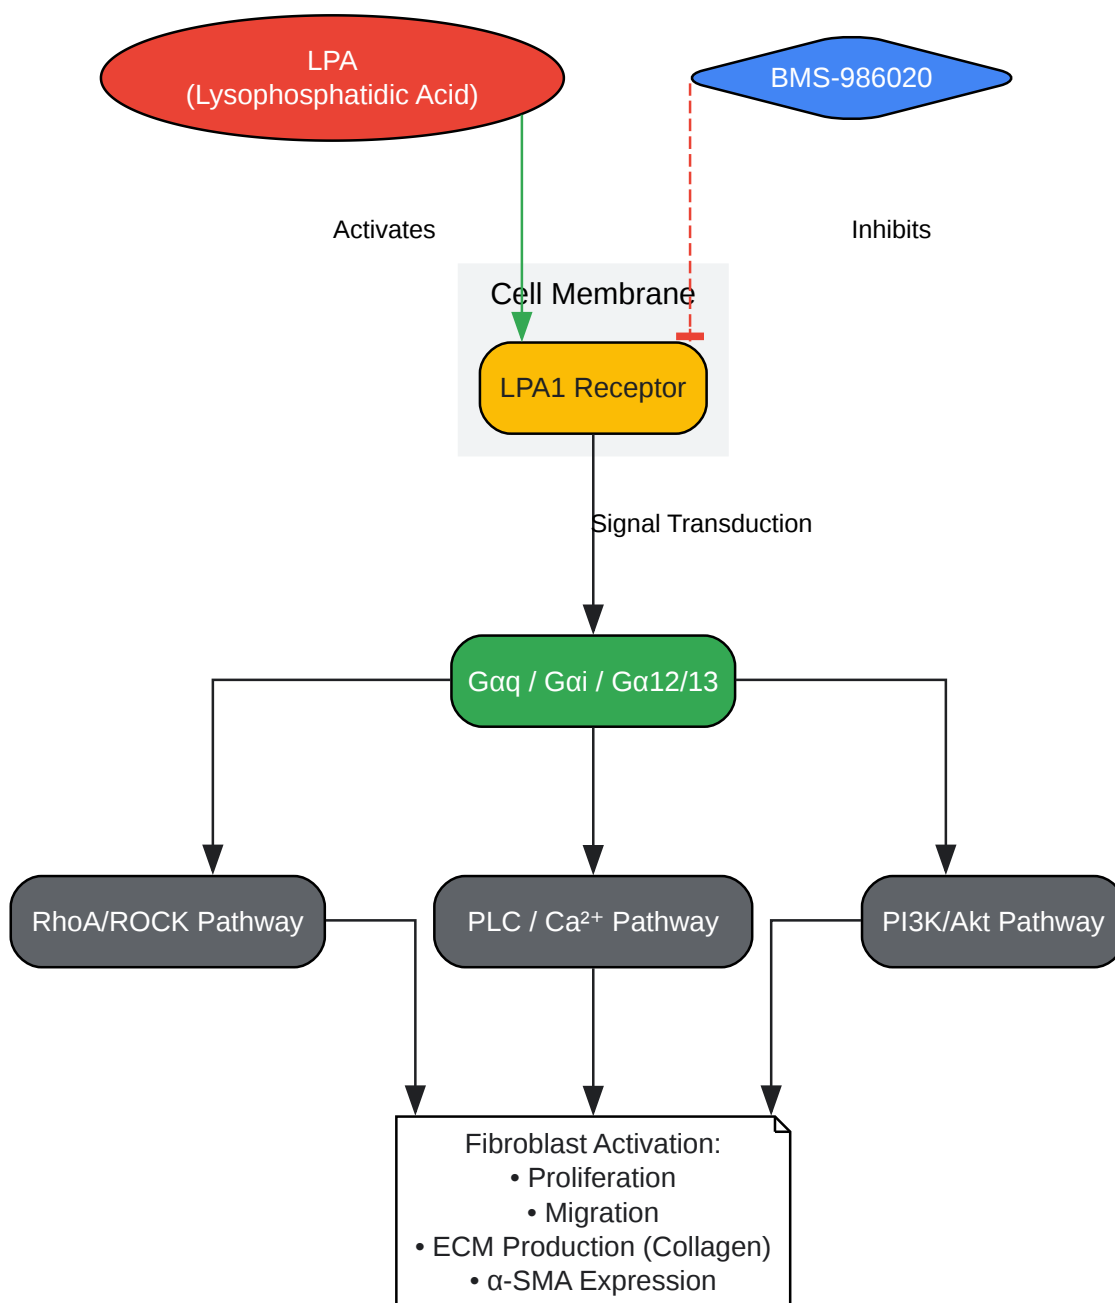 LPA
(Lysophosphatidic Acid)
BMS-986020
Activates
Inhibits
Cell Membrane
LPA1 Receptor
Signal Transduction
Gαq / Gαi / Gα12/13
RhoA/ROCK Pathway
PLC / Ca²⁺ Pathway
PI3K/Akt Pathway
Fibroblast Activation:
• Proliferation
• Migration
• ECM Production (Collagen)
• α-SMA Expression